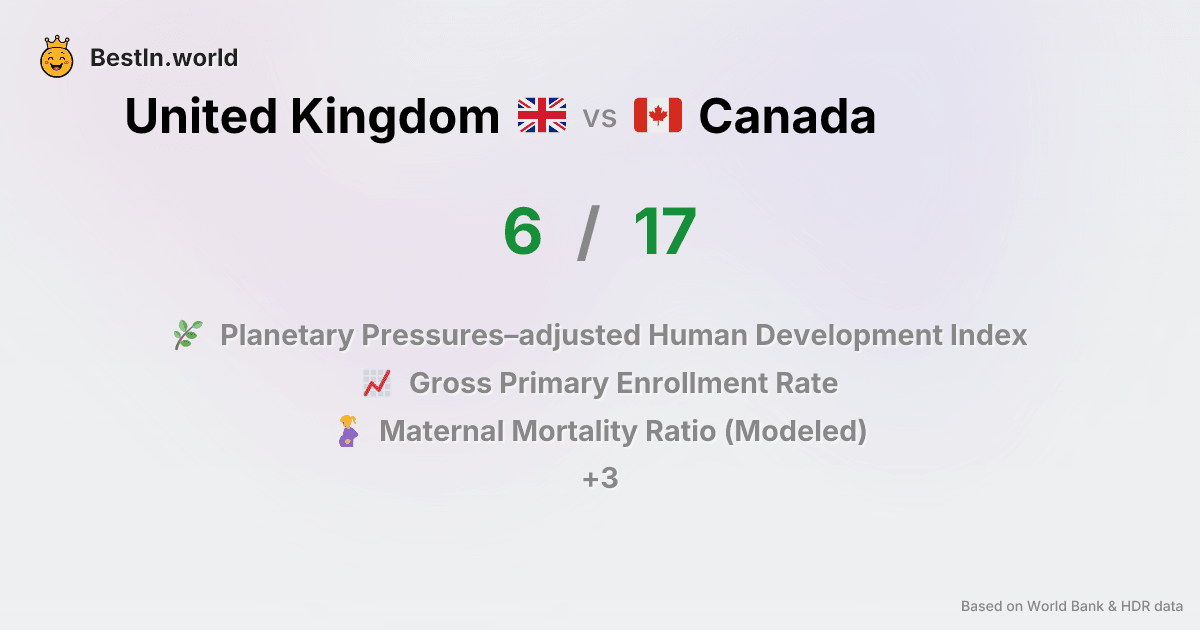 BestIn.world
United Kingdom vs Canada
6 / 17
Planetary Pressures–adjusted Human Development Index
Gross Primary Enrollment Rate
Maternal Mortality Ratio (Modeled)
+3
Based on World Bank & HDR data